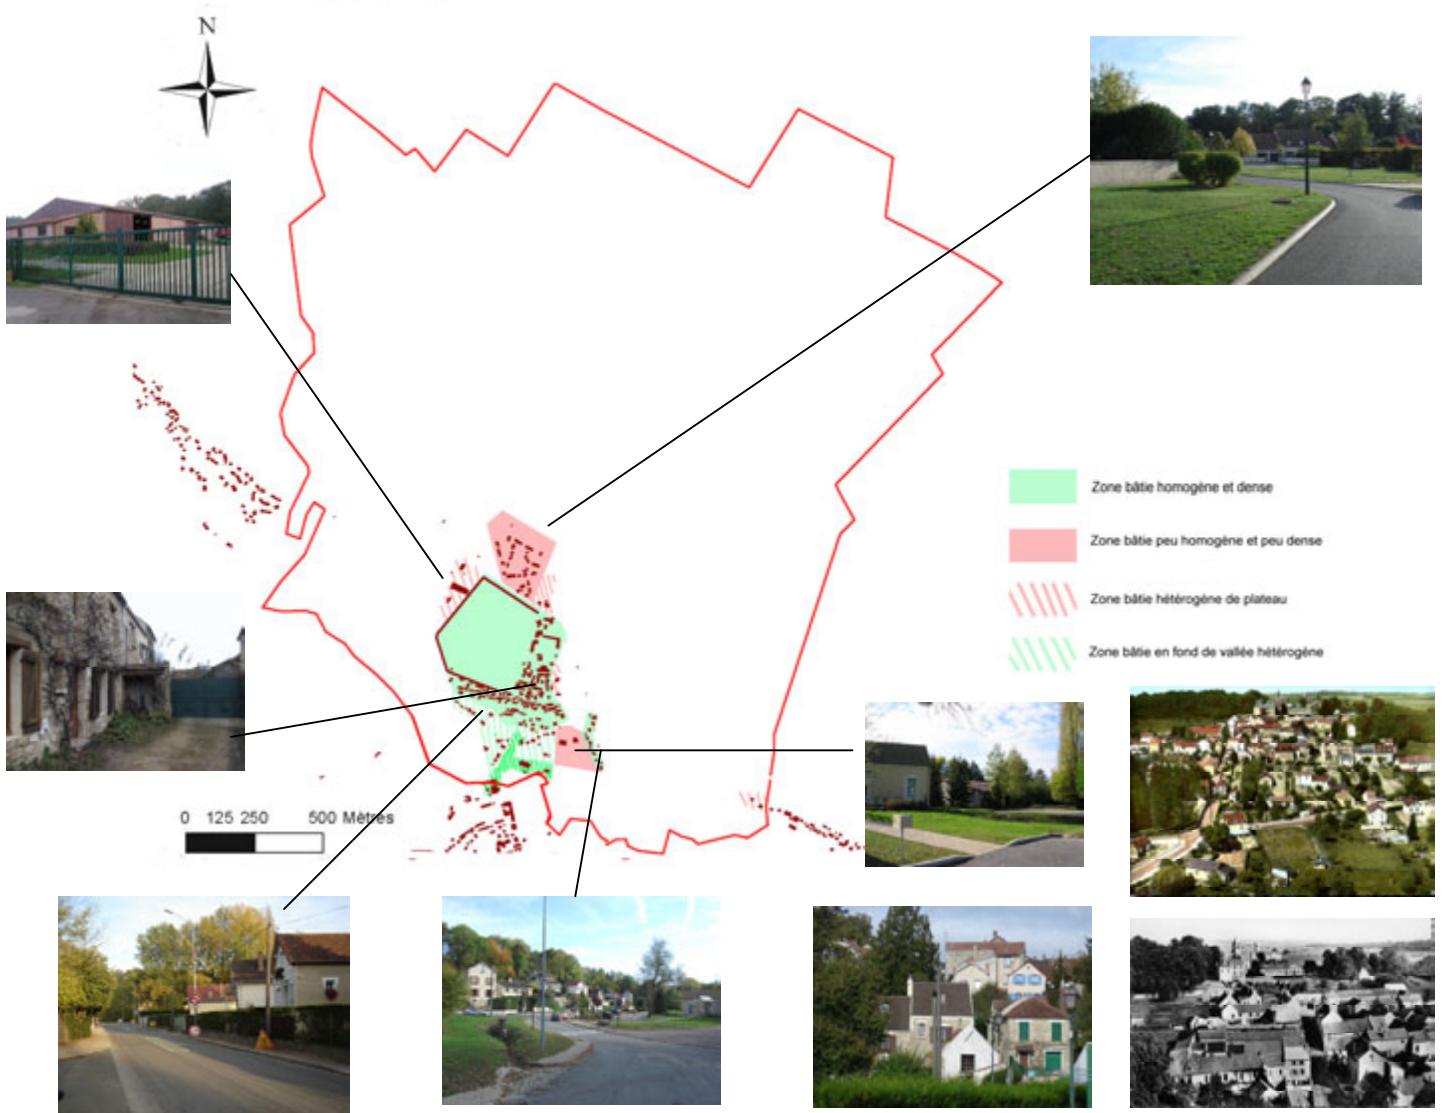 N
Zone bâtie homogène et dense
Zone bâtie peu homogène et peu dense
Zone bâtie hétérogène de plateau
Zone bâtie en fond de vallée hétérogène
0 125 250 500 Mètres